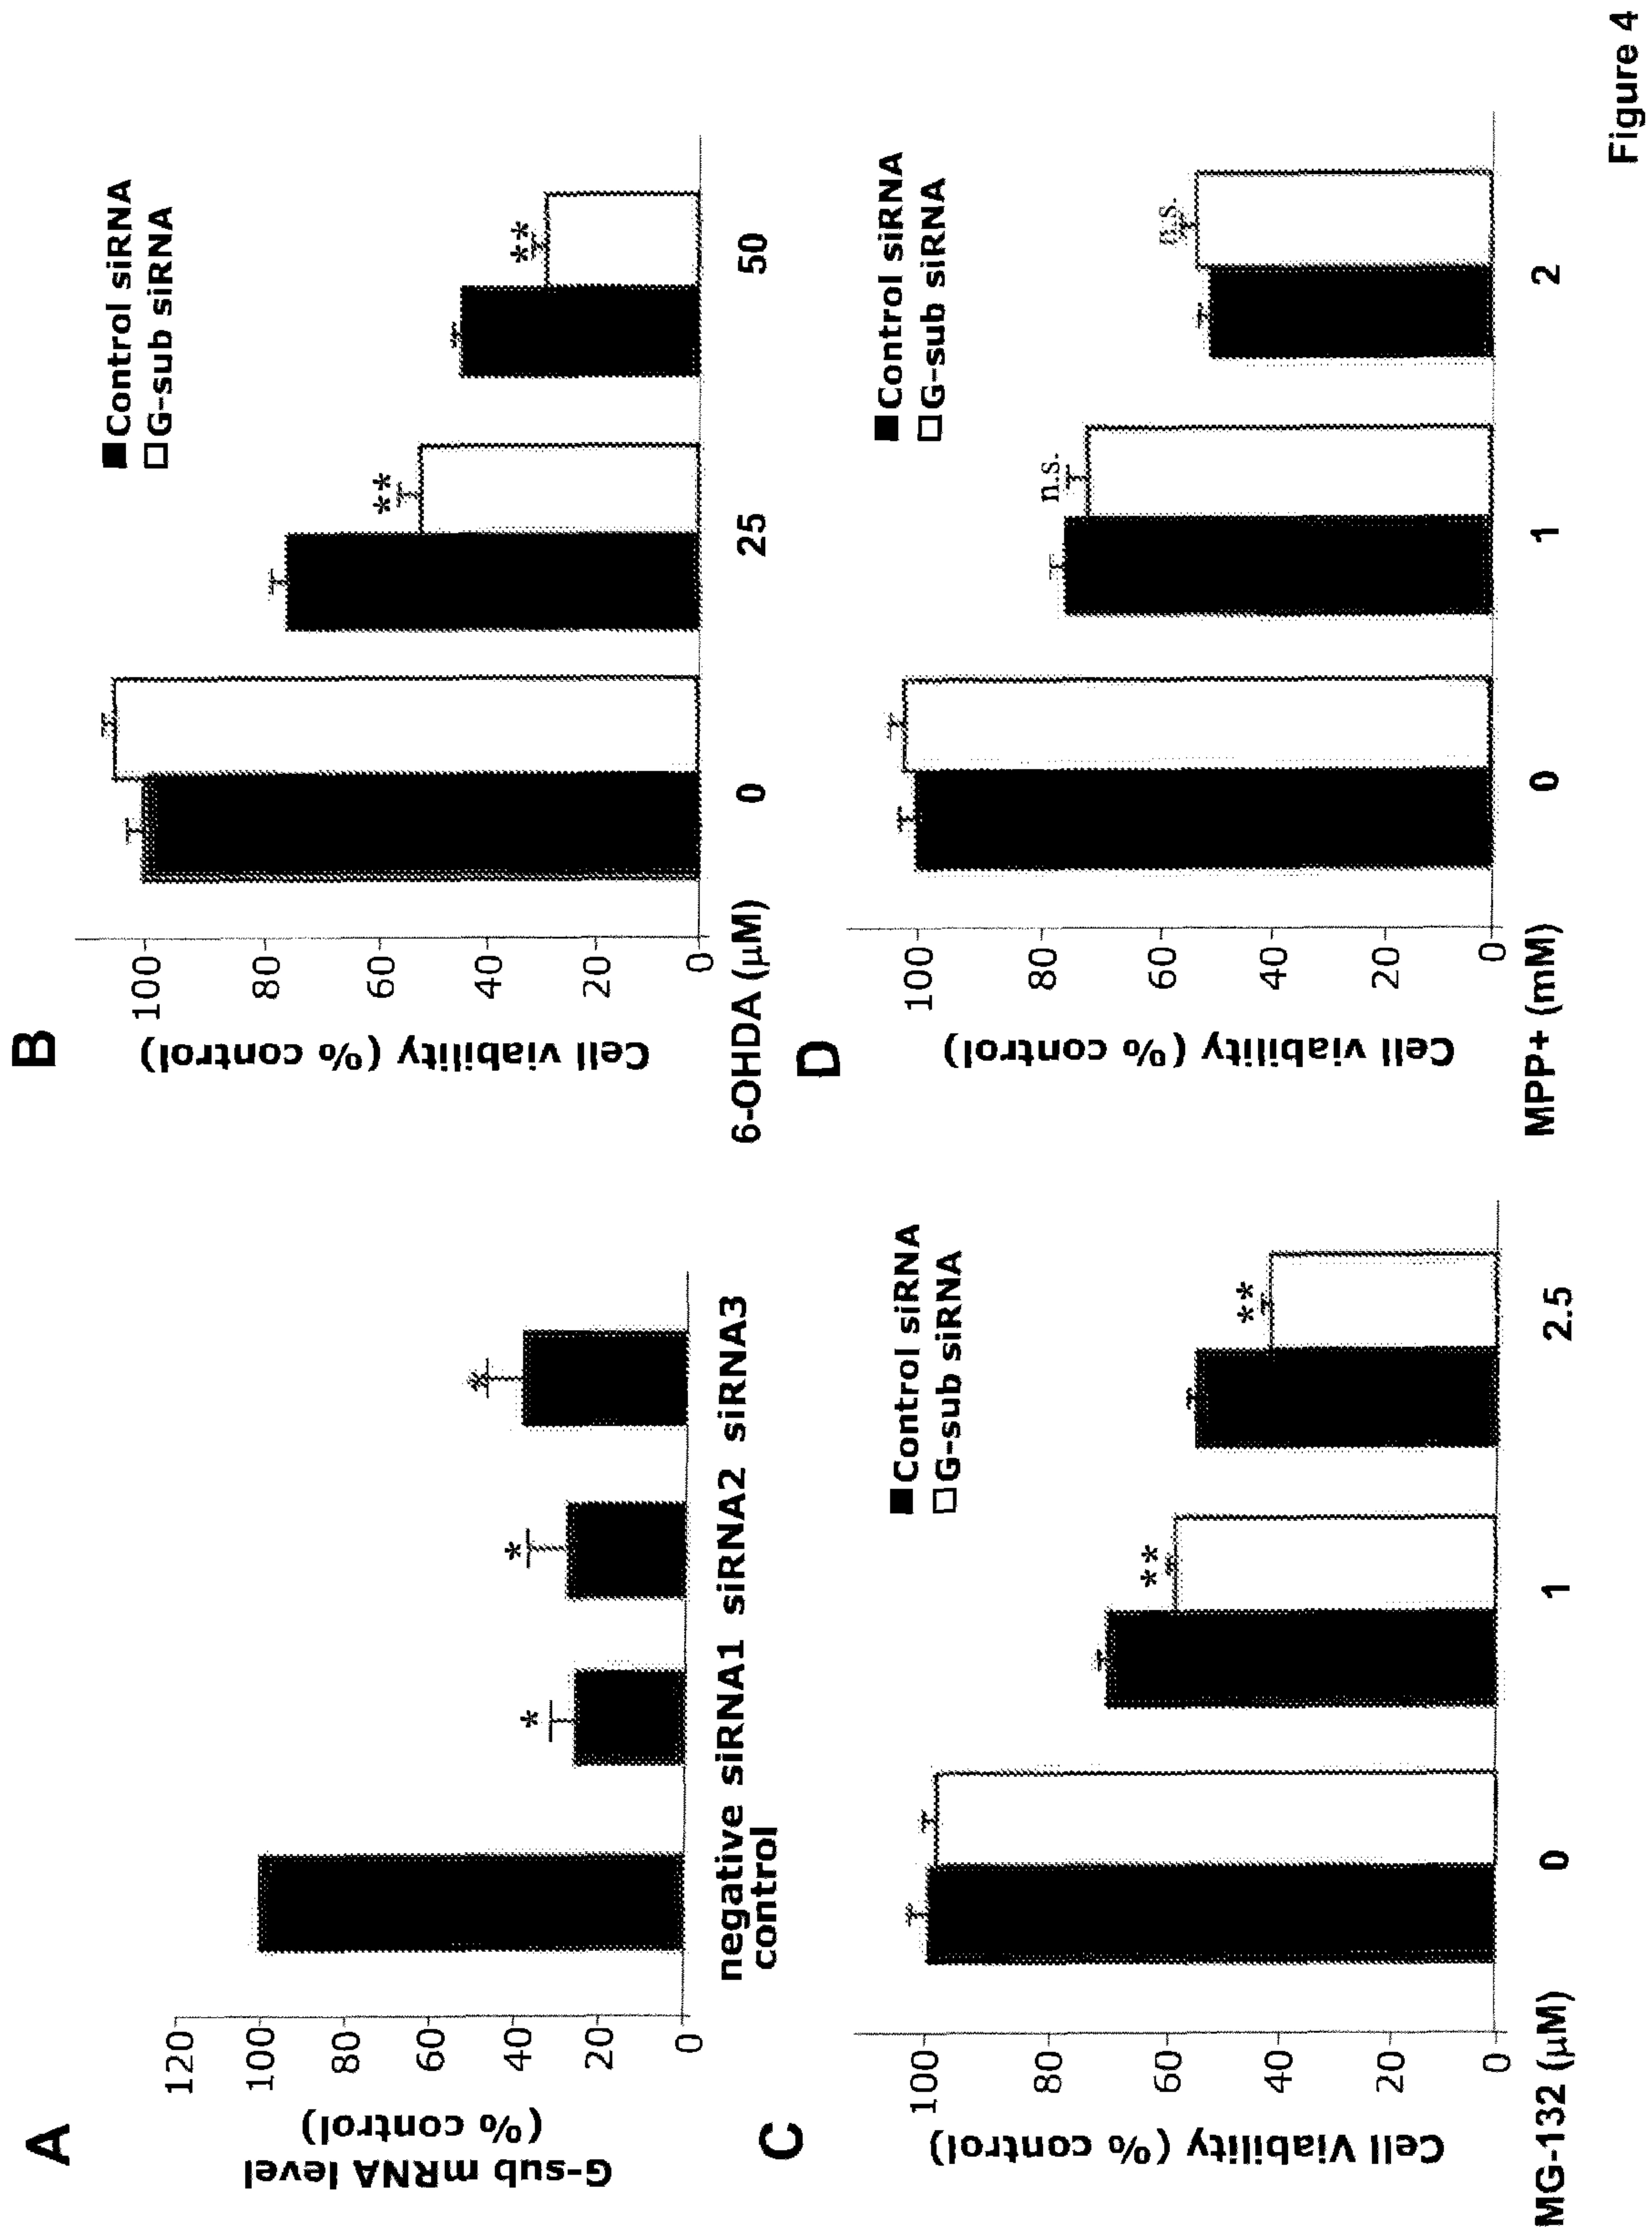 A
G-sub mRNA level
(% control)
120
100
80
60
40
20
0
*
*
*
negative siRNA1 siRNA2 siRNA3
control
B
Cell viability (% control)
100
80
60
40
20
0
Control siRNA
G-sub siRNA
**
**
6-OHDA (μM)
0
25
50
C
Cell Viability (% control)
100
80
60
40
20
0
Control siRNA
G-sub siRNA
**
**
MG-132 (μM)
0
1
2.5
D
Cell viability (% control)
100
80
60
40
20
0
Control siRNA
G-sub siRNA
n.s.
n.s.
MPP+ (mM)
0
1
2
Figure 4